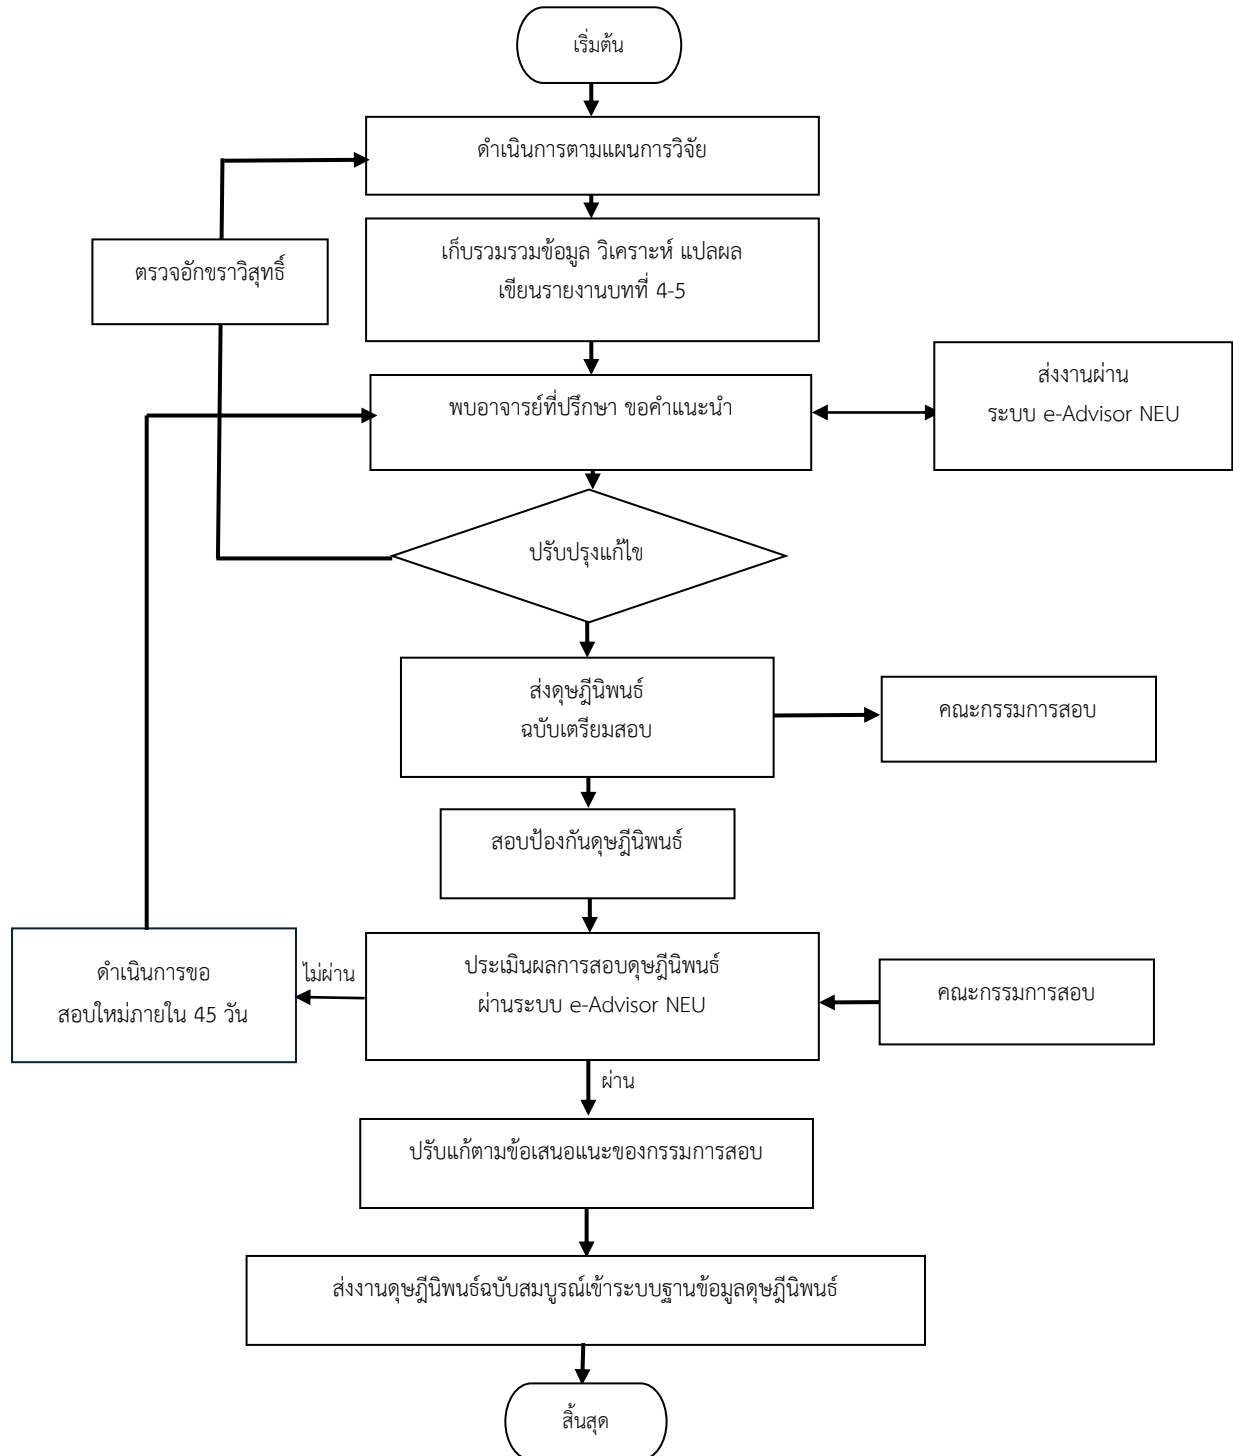 เริ่มต้น
ดำเนินการตามแผนการวิจัย
เก็บรวมรวมข้อมูล วิเคราะห์ แปลผล
เขียนรายงานบทที่ 4-5
ตรวจอักขราวิสุทธิ์
พบอาจารย์ที่ปรึกษา ขอคำแนะนำ
ส่งงานผ่าน
ระบบ e-Advisor NEU
ปรับปรุงแก้ไข
ส่งดุษฎีนิพนธ์
ฉบับเตรียมสอบ
คณะกรรมการสอบ
สอบป้องกันดุษฎีนิพนธ์
ดำเนินการขอ
สอบใหม่ภายใน 45 วัน
ไม่ผ่าน
ประเมินผลการสอบดุษฎีนิพนธ์
ผ่านระบบ e-Advisor NEU
คณะกรรมการสอบ
ผ่าน
ปรับแก้ตามข้อเสนอแนะของกรรมการสอบ
ส่งงานดุษฎีนิพนธ์ฉบับสมบูรณ์เข้าระบบฐานข้อมูลดุษฎีนิพนธ์
สิ้นสุด